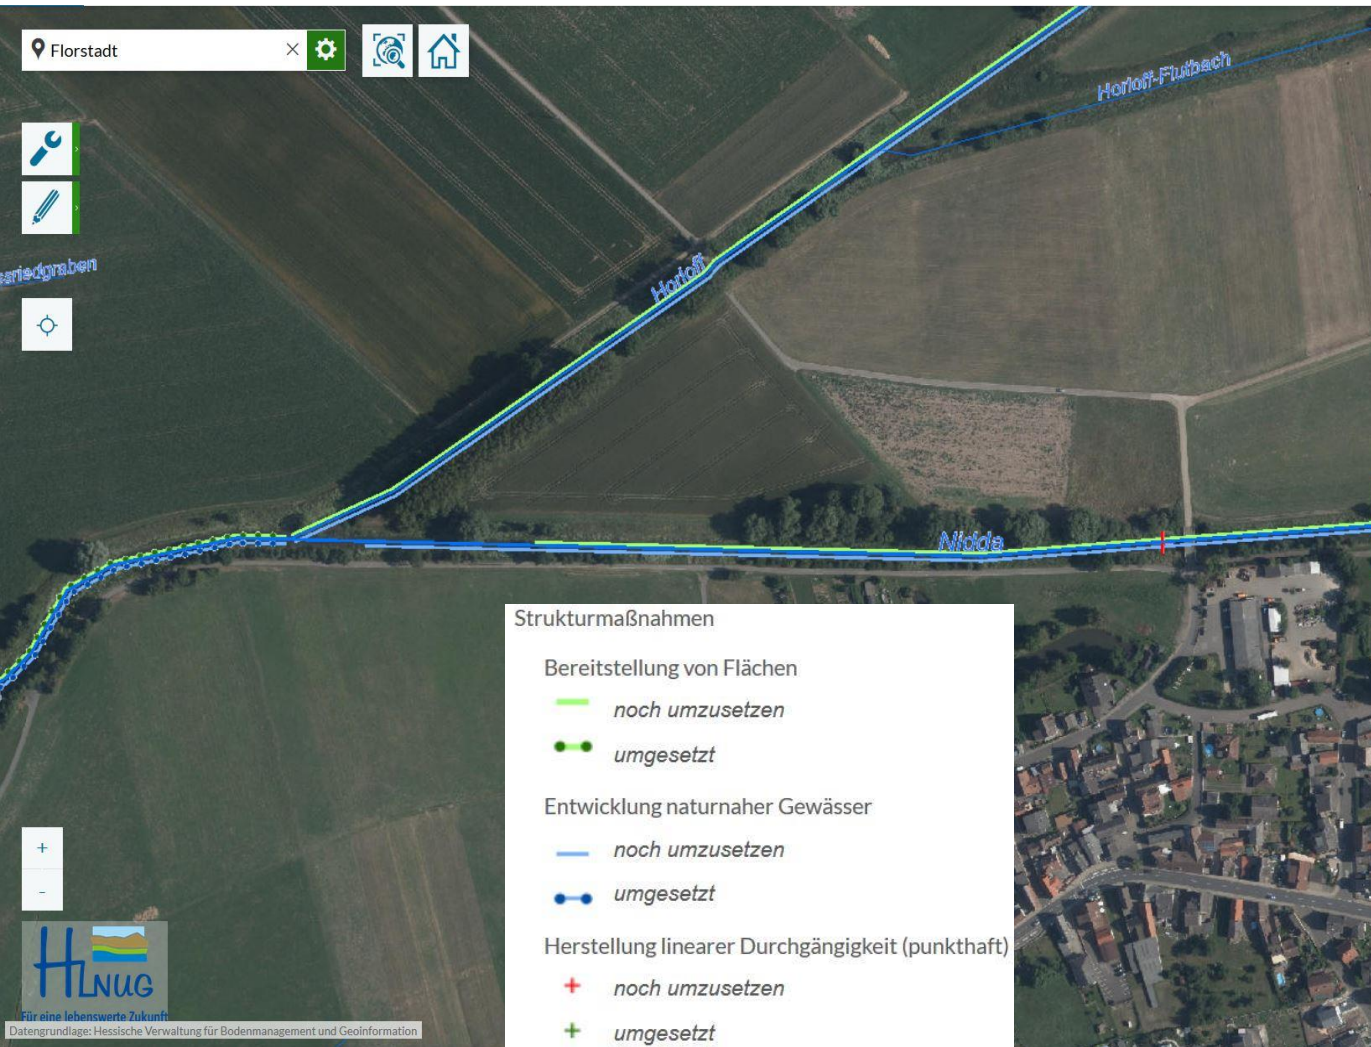 Florstadt
Horloff-Flutbach
sriedgraben
Horloff
Nidda
Strukturmaßnahmen
Bereitstellung von Flächen
noch umzusetzen
umgesetzt
Entwicklung naturnaher Gewässer
noch umzusetzen
umgesetzt
Herstellung linearer Durchgängigkeit (punkthaft)
noch umzusetzen
umgesetzt
+
-
HLNUG
Für eine lebenswerte Zukunft
Datengrundlage: Hessische Verwaltung für Bodenmanagement und Geoinformation